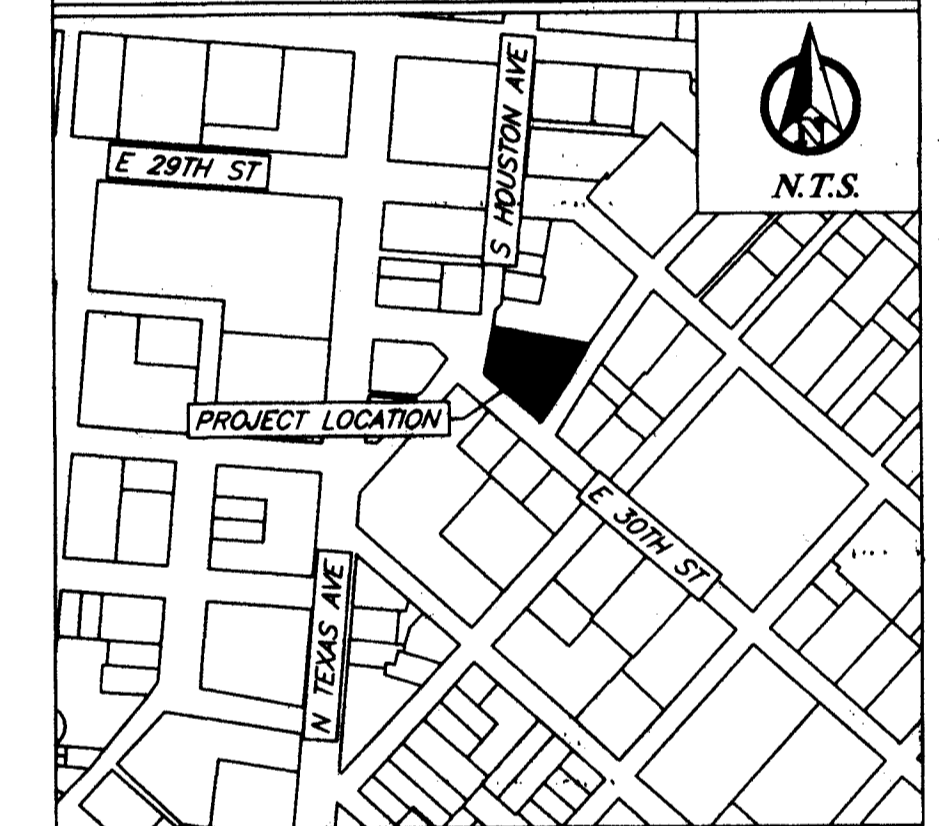 S HOUSTON AVE
N
N.T.S.
E 29TH ST
PROJECT LOCATION
E 30TH ST
N TEXAS AVE